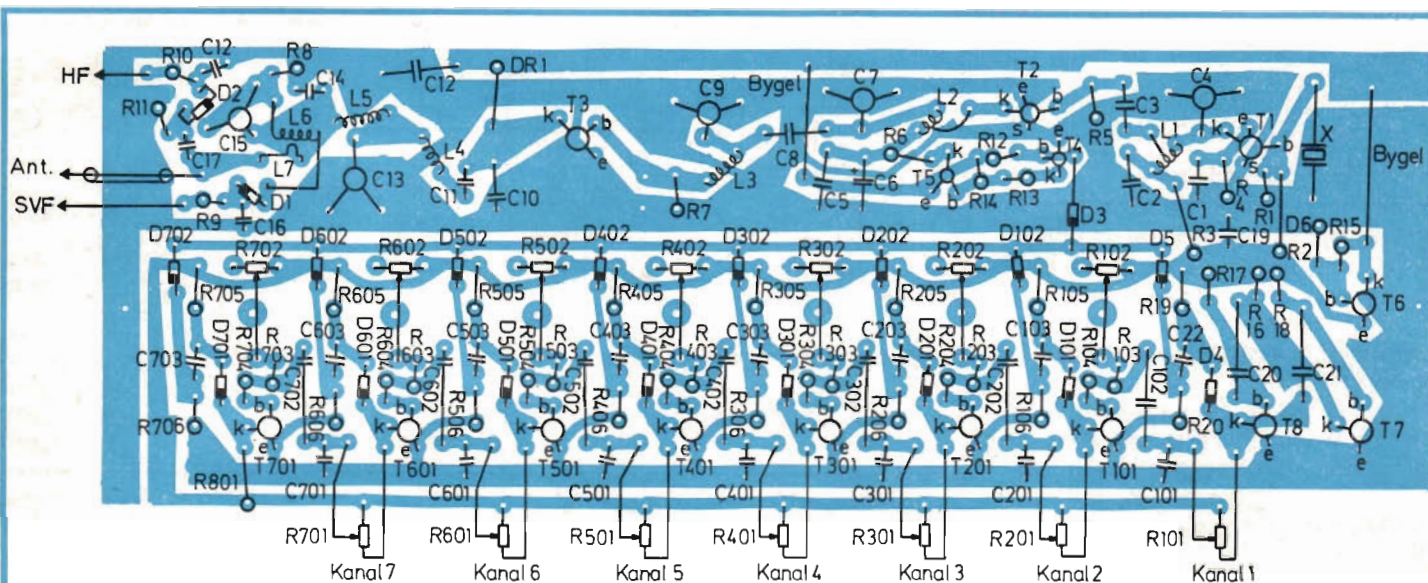 HF
R10
C12
R8
C14
D2
R11
L6
L5
C15
C17
L7
Ant.
SVF
R9
D1
C16
C12
DR1
C13
L4
C11
C10
T3
k
b
e
C9
R7
L3
Bygel
C8
C7
R6
C5
C6
L2
T2
k
e
b
s
R12
T5
k
e
b
R14
R13
T4
e
b
k
R5
C3
D3
L1
C2
C4
k
e
T1
b
s
C1
R4
R1
C19
R3
R2
X
Bygel
D6
R15
k
b
T6
e
D702
R702
D602
R602
D502
R502
D402
R402
D302
R302
D202
R202
D102
R102
D5
R17
R16
R18
R705
R605
R505
R405
R305
R205
R105
R19
C703
D701
R704
R703
C702
C603
D601
R604
R603
C602
C503
D501
R504
R503
C502
C403
D401
R404
R403
C402
C303
D301
R304
R303
C302
C203
D201
R204
R203
C202
C103
D101
R104
R103
C102
C22
D4
C20
C21
R706
R606
R506
R406
R306
R206
R106
R20
k b e
T701
k b e
T601
k b e
T501
k b e
T401
k b e
T301
k b e
T201
k b e
T101
b
k
T8
e
k
b
T7
e
R801
C701
C601
C501
C401
C301
C201
C101
R701
R601
R501
R401
R301
R201
R101
Kanal 7
Kanal 6
Kanal 5
Kanal 4
Kanal 3
Kanal 2
Kanal 1